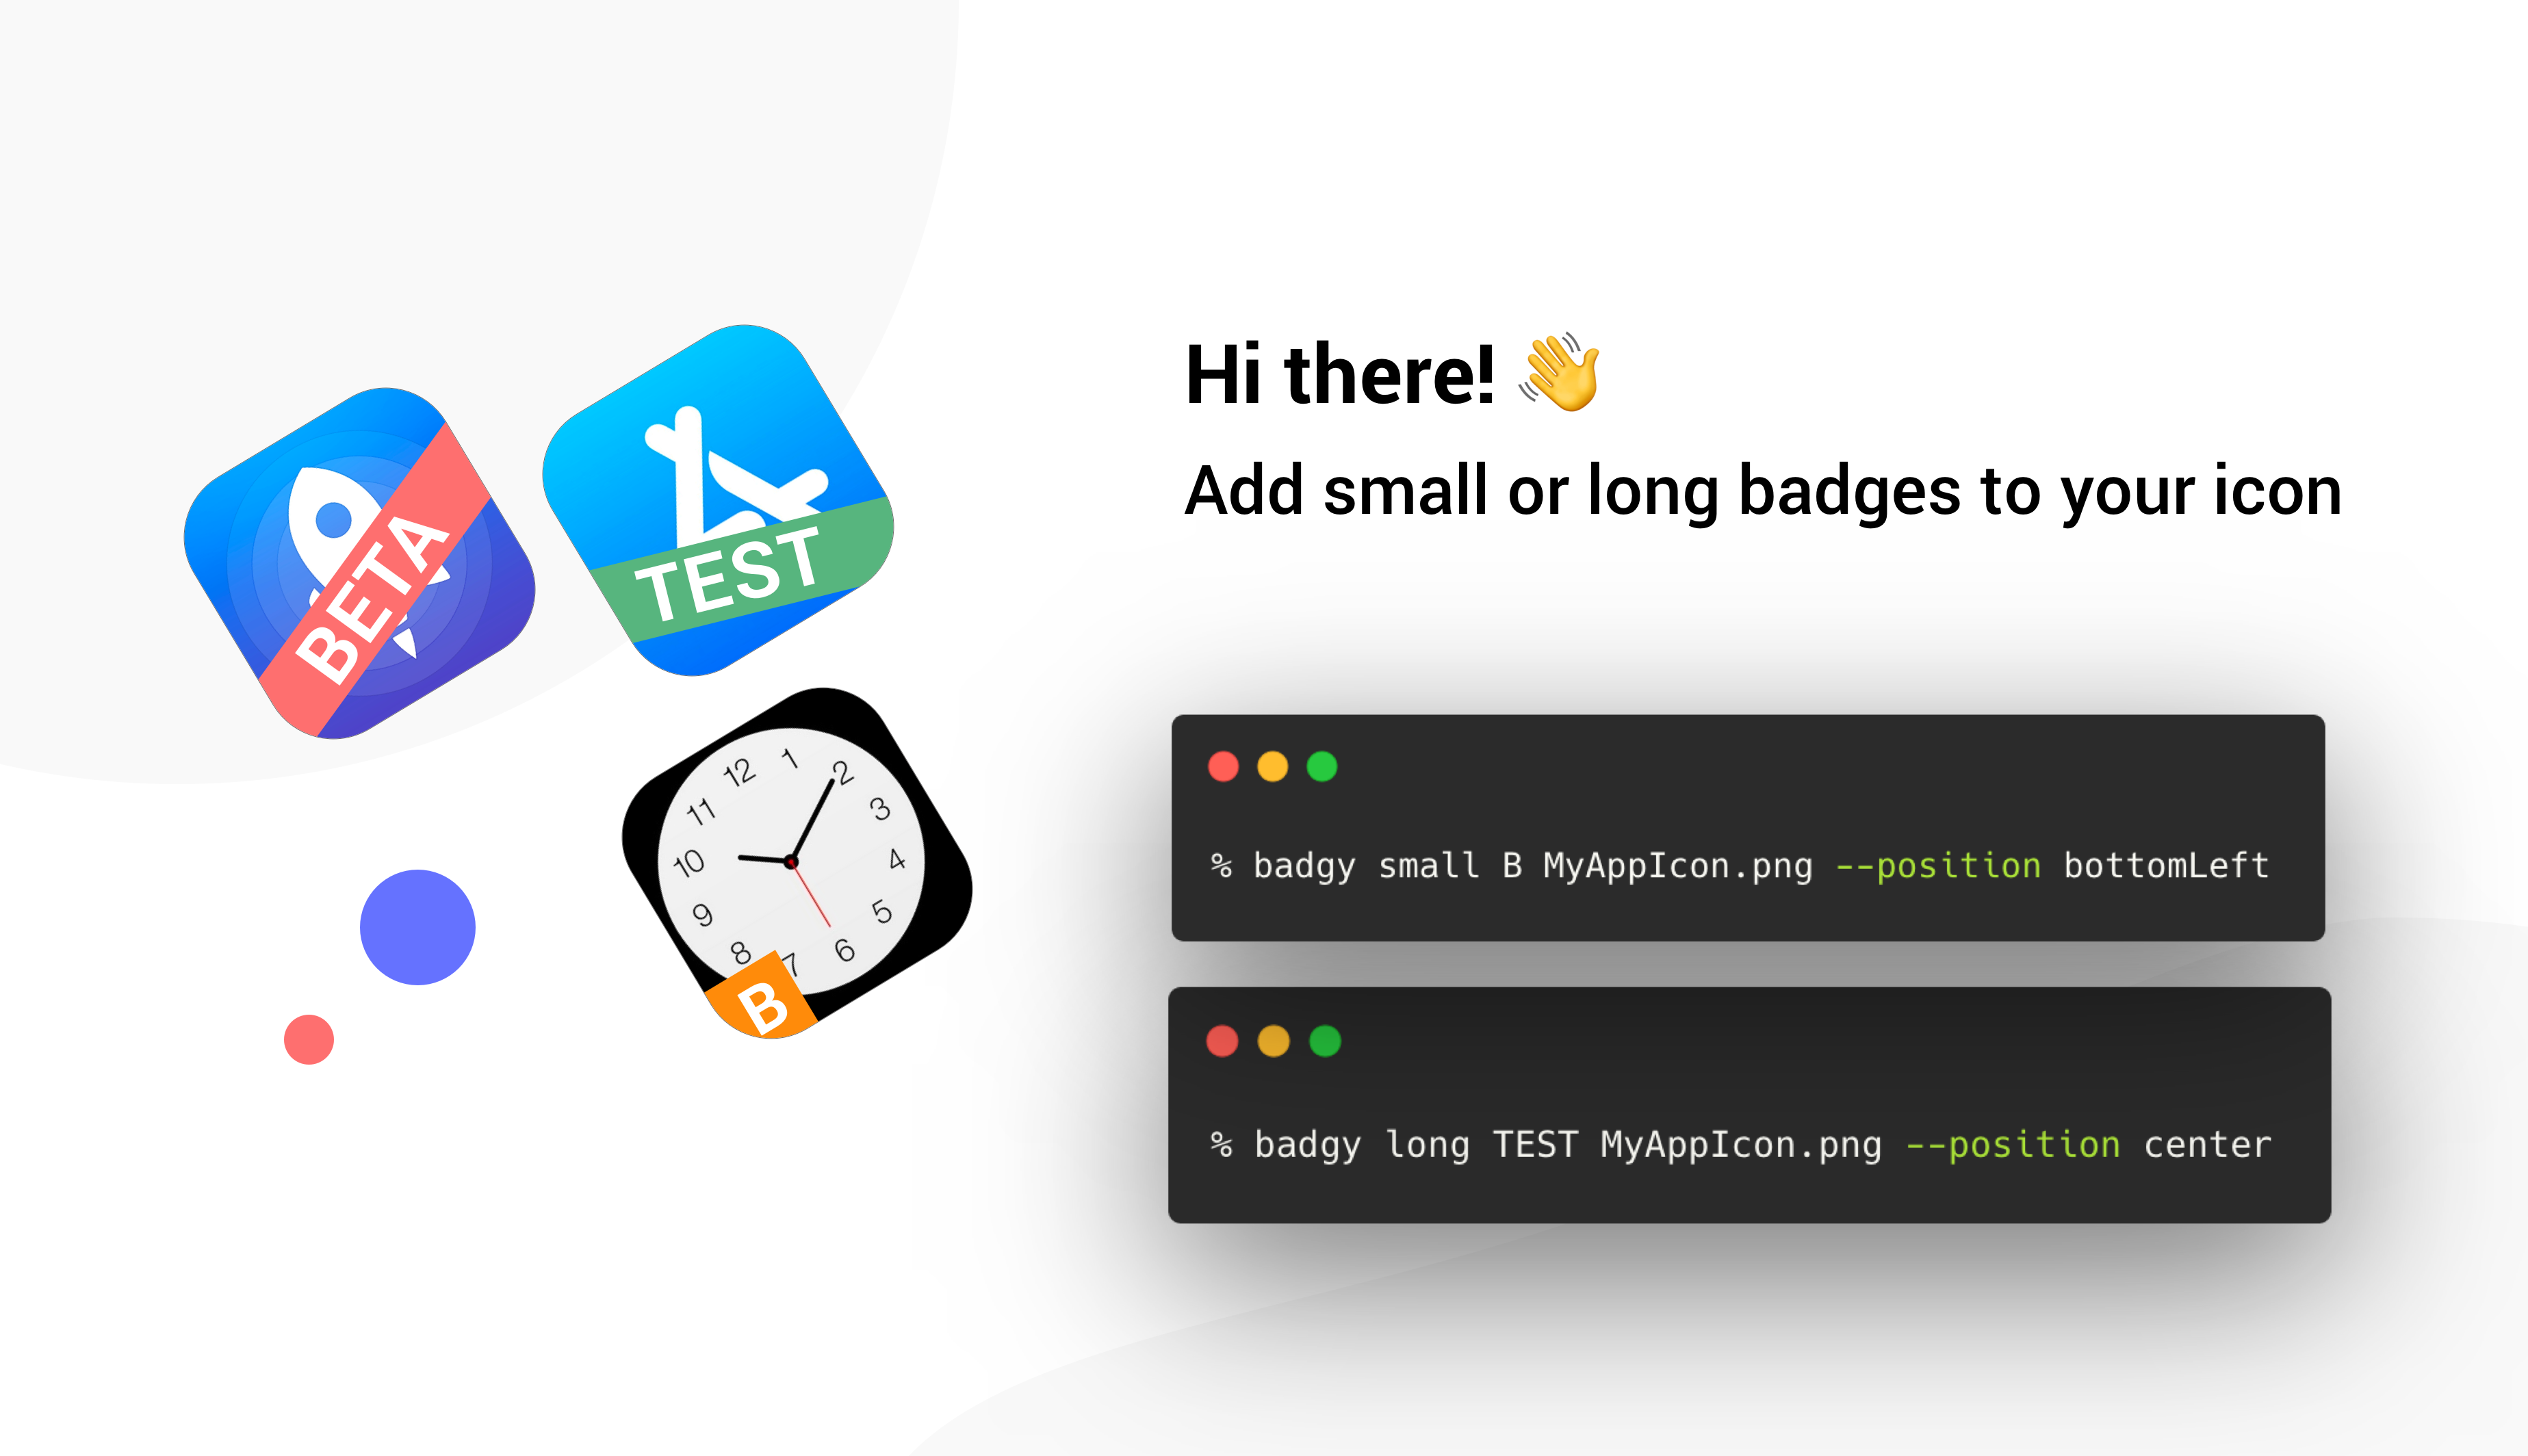 Hi there! 👋
Add small or long badges to your icon
BETA
TEST
12
1
2
3
4
5
6
7
8
9
10
11
B
% badgy small B MyAppIcon.png --position bottomLeft
% badgy long TEST MyAppIcon.png --position center